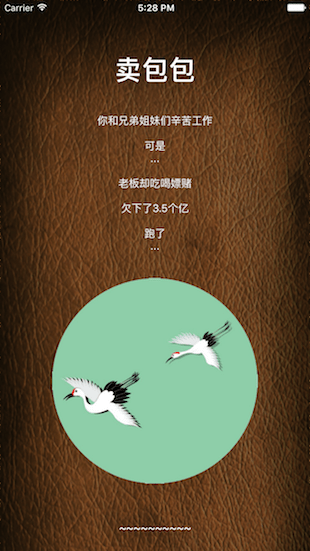 Carrier 5:28 PM
卖包包
你和兄弟姐妹们辛苦工作
可是
...
老板却吃喝嫖赌
欠下了3.5个亿
跑了
...
~~~~~~~~~~